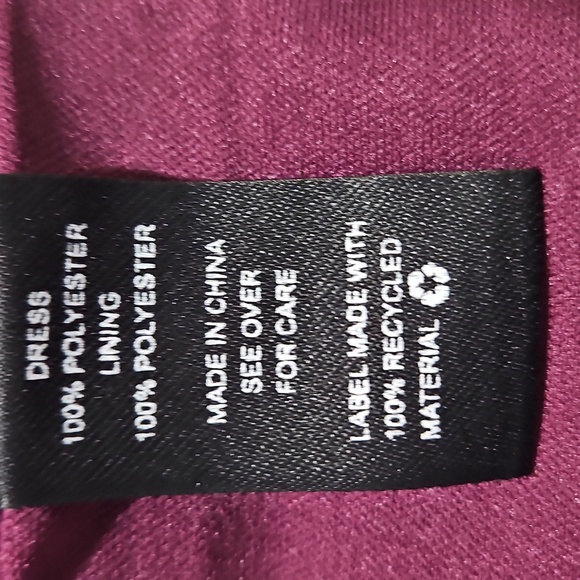 DRESS
100% POLYESTER
LINING
100% POLYESTER
MADE IN CHINA
SEE OVER
FOR CARE
LABEL MADE WITH
100% RECYCLED
MATERIAL